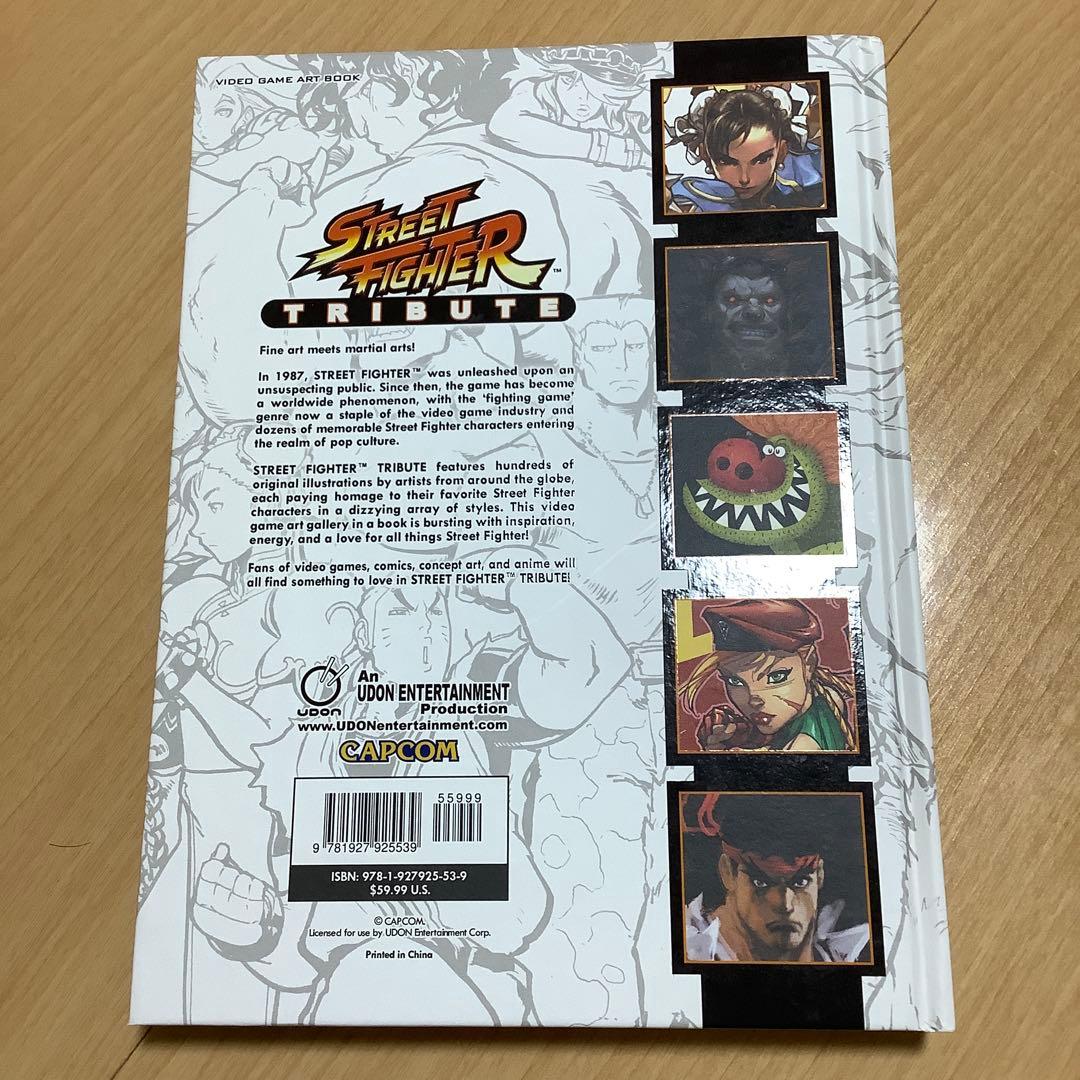 VIDEO GAME ART BOOK
STREET
FIGHTER™
TRIBUTE
Fine art meets martial arts!
In 1987, STREET FIGHTER™ was unleashed upon an
unsuspecting public. Since then, the game has become
a worldwide phenomenon, with the ‘fighting game’
genre now a staple of the video game industry and
dozens of memorable Street Fighter characters entering
the realm of pop culture.
STREET FIGHTER™ TRIBUTE features hundreds of
original illustrations by artists from around the globe,
each paying homage to their favorite Street Fighter
characters in a dizzying array of styles. This video
game art gallery in a book is bursting with inspiration,
energy, and a love for all things Street Fighter!
Fans of video games, comics, concept art, and anime will
all find something to love in STREET FIGHTER™ TRIBUTE!
UDON
An
UDON ENTERTAINMENT
Production
www.UDONentertainment.com
CAPCOM
55999
9 781927 925539
ISBN: 978-1-927925-53-9
$59.99 U.S.
© CAPCOM.
Licensed for use by UDON Entertainment Corp.
Printed in China